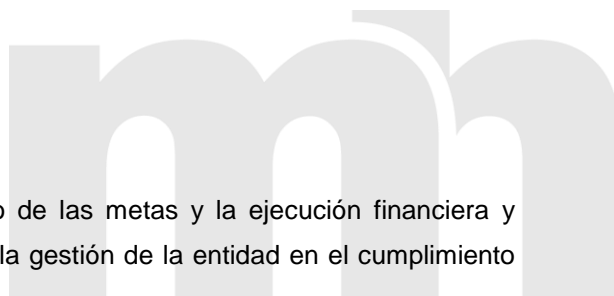 de las metas y la ejecución financiera y
la gestión de la entidad en el cumplimiento